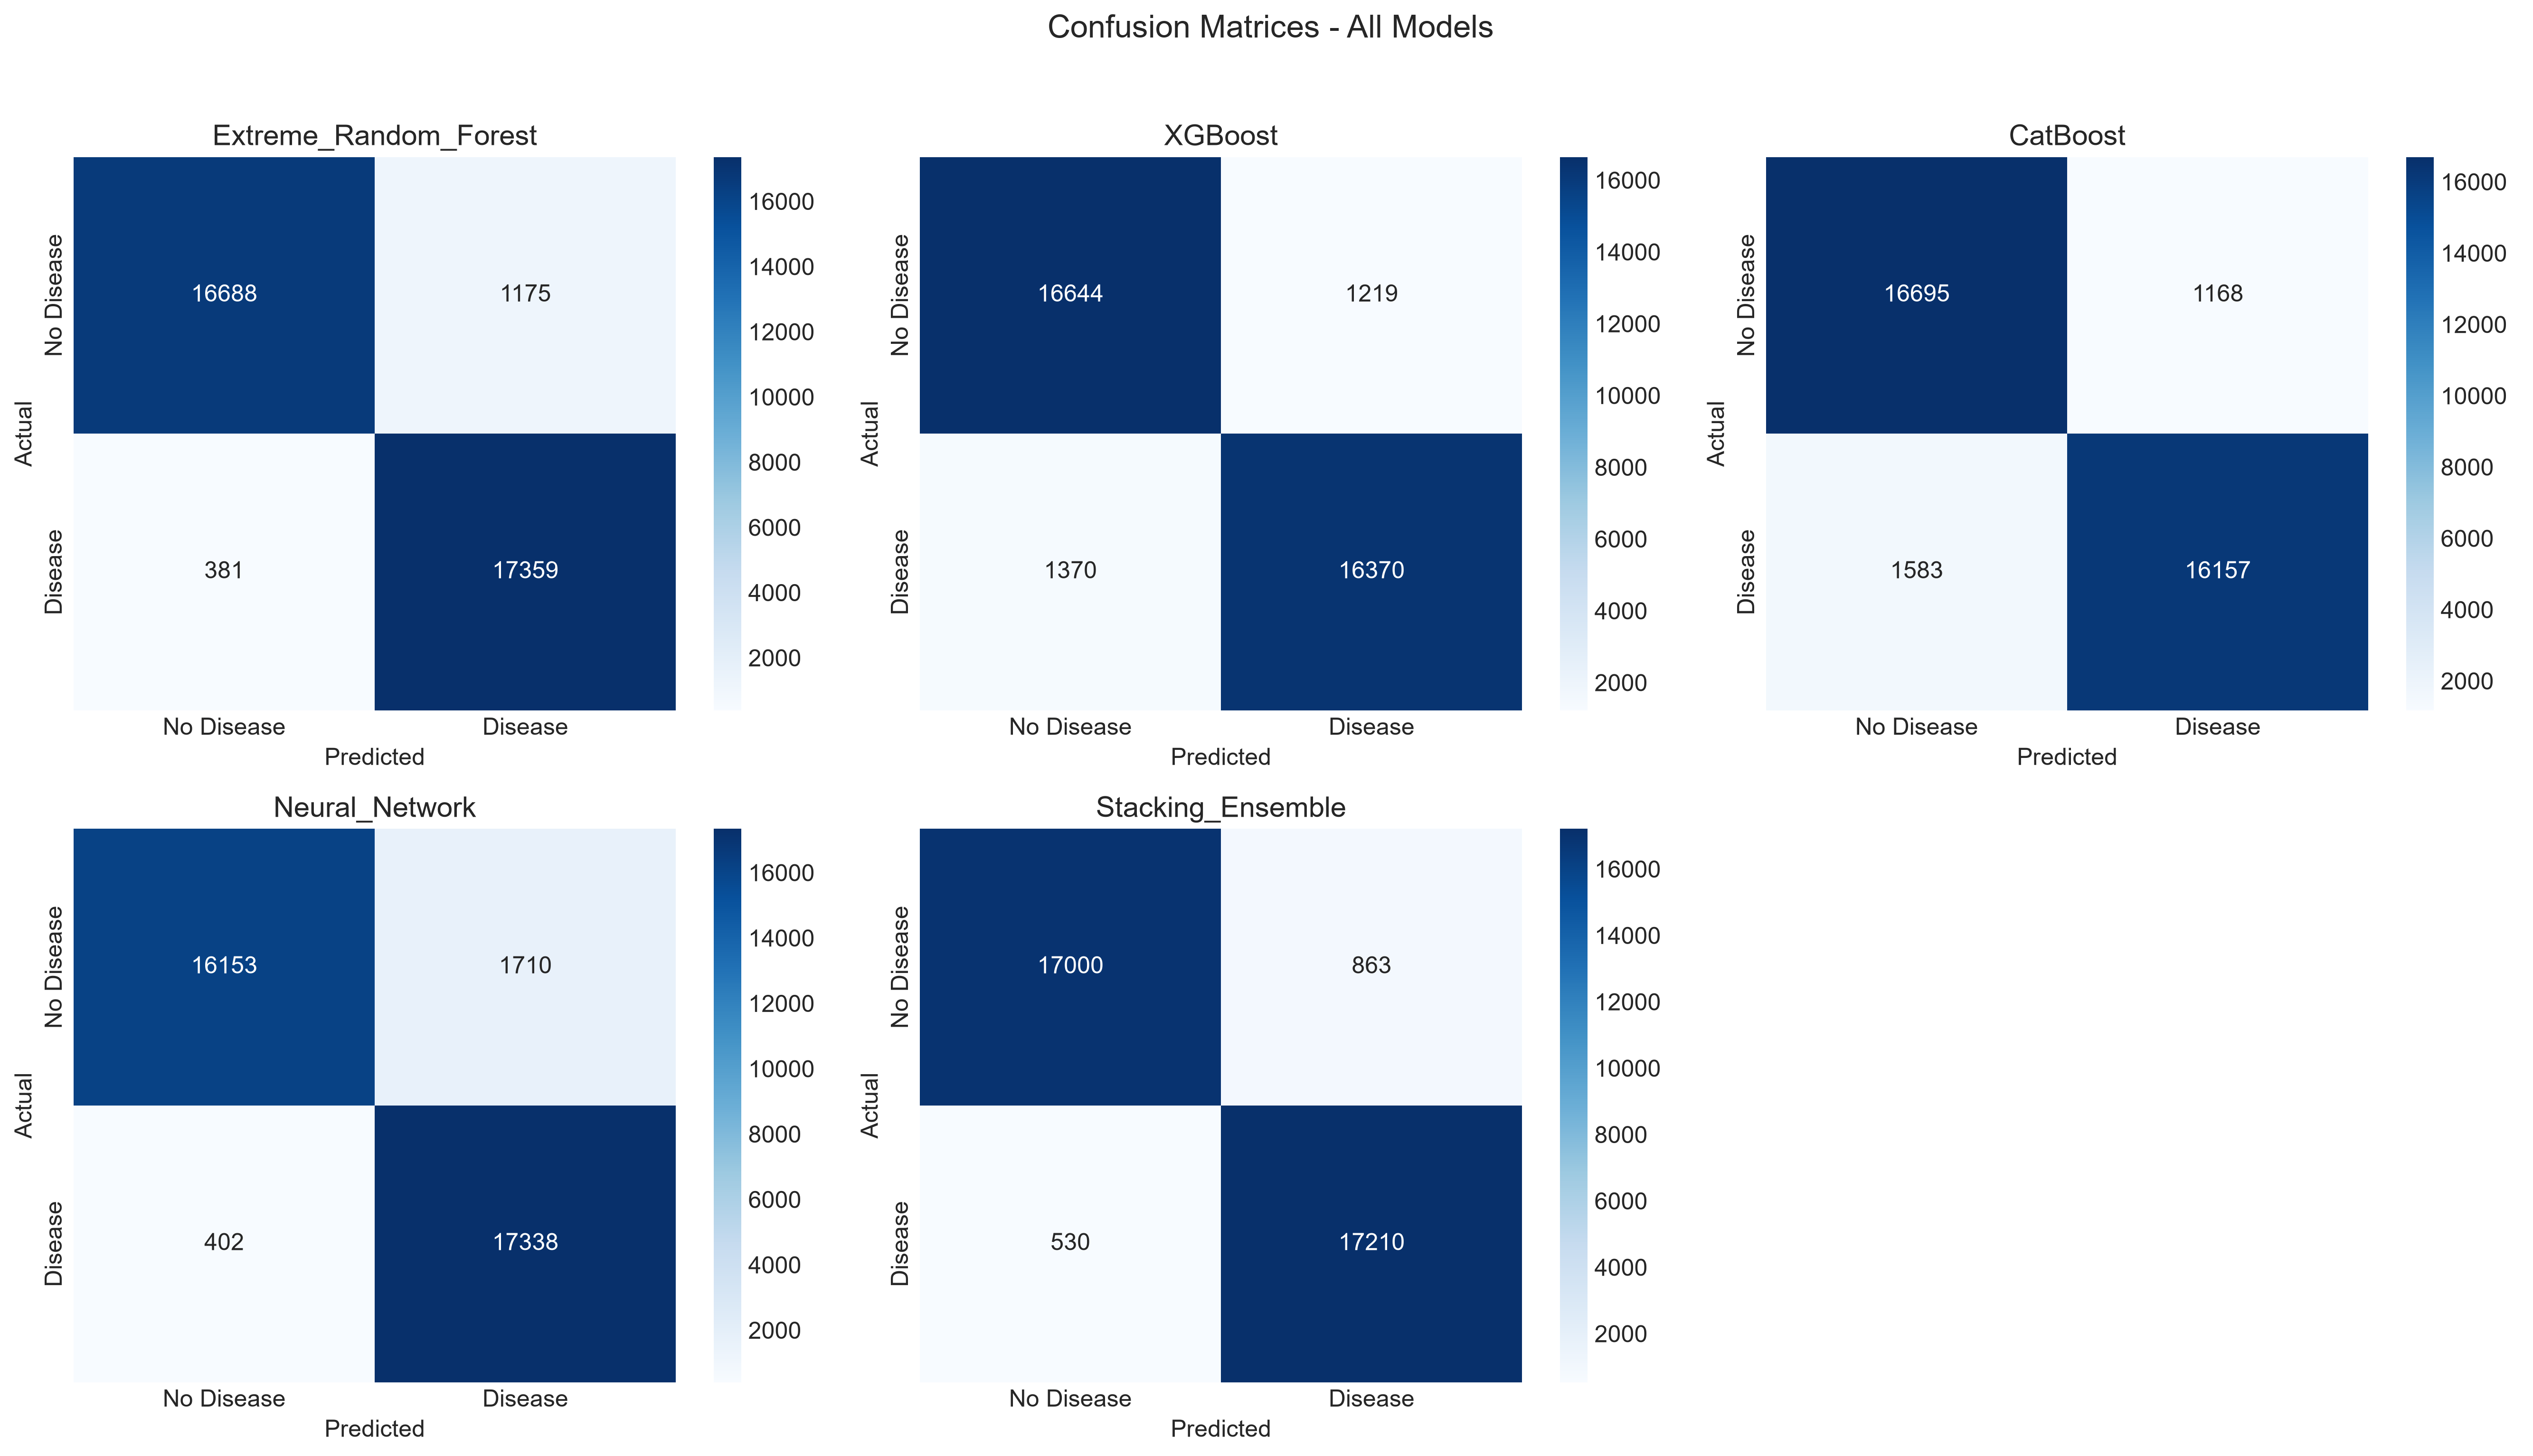 Confusion Matrices - All Models
Extreme_Random_Forest
No Disease
Disease
Actual
16688 1175
381 17359
No Disease Disease
Predicted
16000
14000
12000
10000
8000
6000
4000
2000
XGBoost
No Disease
Disease
Actual
16644 1219
1370 16370
No Disease Disease
Predicted
16000
14000
12000
10000
8000
6000
4000
2000
CatBoost
No Disease
Disease
Actual
16695 1168
1583 16157
No Disease Disease
Predicted
16000
14000
12000
10000
8000
6000
4000
2000
Neural_Network
No Disease
Disease
Actual
16153 1710
402 17338
No Disease Disease
Predicted
16000
14000
12000
10000
8000
6000
4000
2000
Stacking_Ensemble
No Disease
Disease
Actual
17000 863
530 17210
No Disease Disease
Predicted
16000
14000
12000
10000
8000
6000
4000
2000